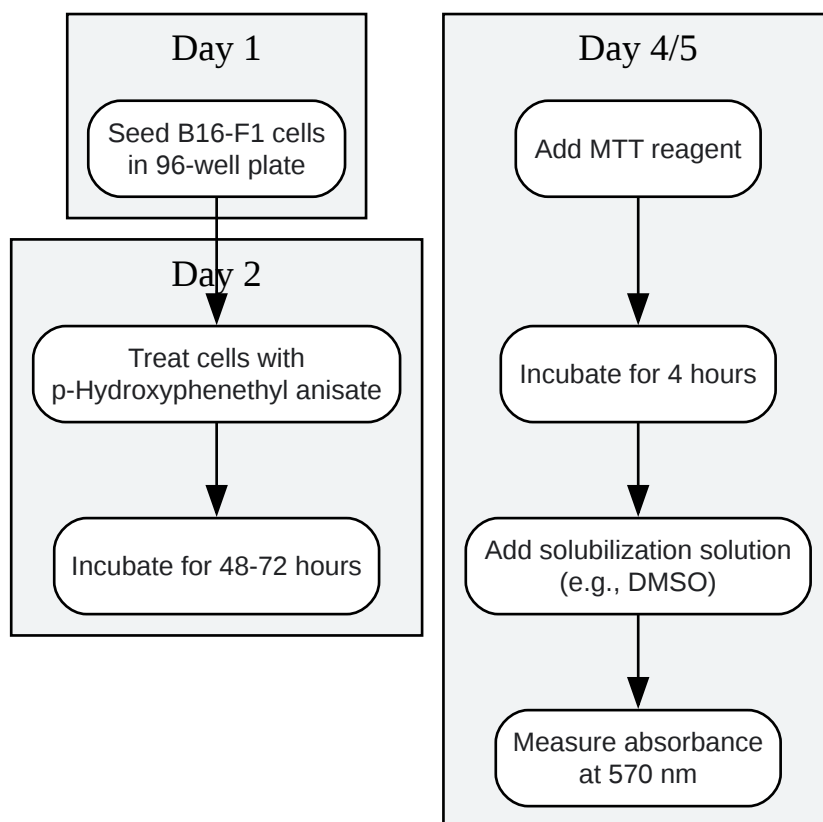 Day 1
Seed B16-F1 cells
in 96-well plate
Day 2
Treat cells with
p-Hydroxyphenethyl anisate
Incubate for 48-72 hours
Day 4/5
Add MTT reagent
Incubate for 4 hours
Add solubilization solution
(e.g., DMSO)
Measure absorbance
at 570 nm